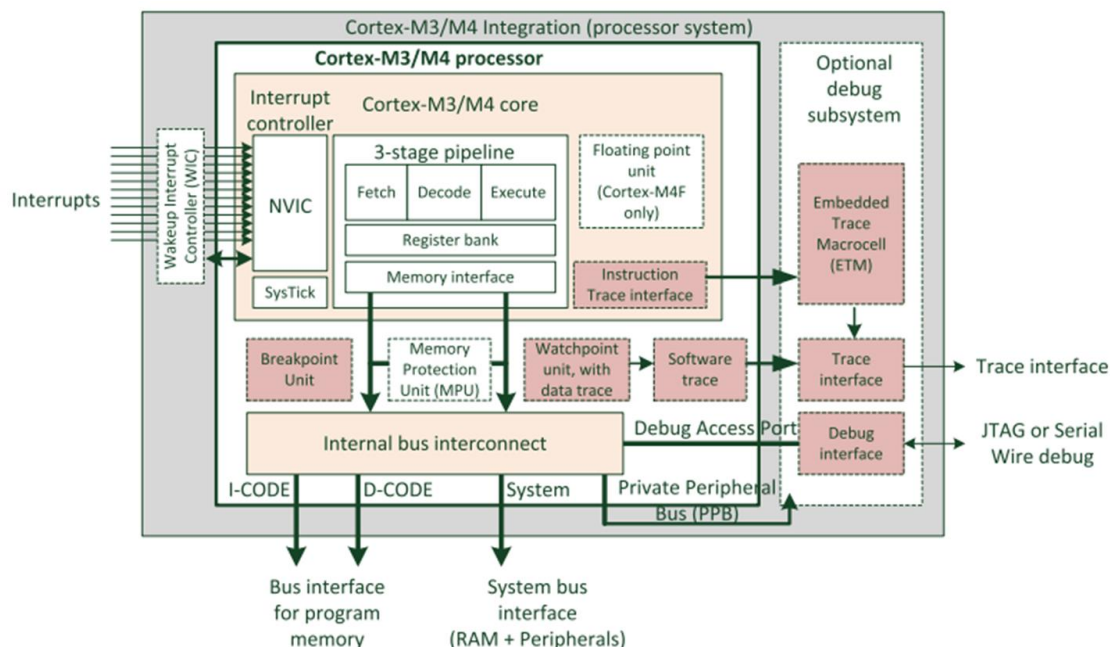 Cortex-M3/M4 Integration (processor system)
Cortex-M3/M4 processor
Optional
debug
subsystem
Interrupt
controller
Cortex-M3/M4 core
Interrupts
Wakeup Interrupt
Controller (WIC)
NVIC
SysTick
3-stage pipeline
Fetch
Decode
Execute
Register bank
Memory interface
Floating point
unit
(Cortex-M4F
only)
Instruction
Trace interface
Embedded
Trace
Macrocell
(ETM)
Breakpoint
Unit
Memory
Protection
Unit (MPU)
Watchpoint
unit, with
data trace
Software
trace
Trace
interface
Trace interface
Internal bus interconnect
Debug Access Port
Debug
interface
JTAG or Serial
Wire debug
I-CODE
D-CODE
System
Private Peripheral
Bus (PPB)
Bus interface
for program
memory
System bus
interface
(RAM + Peripherals)